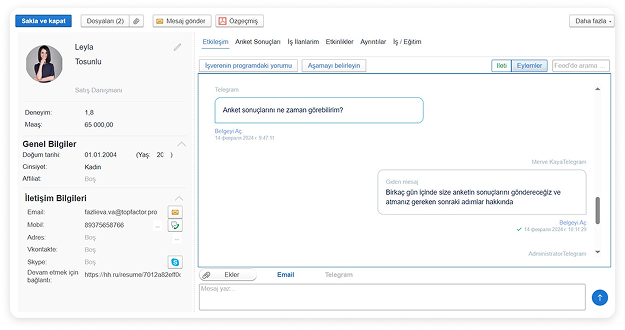 Sakla ve kapat
Dosyaları (2)
Mesaj gönder
Özgeçmiş
Daha fazla
Leyla
Tosunlu
Satış Danışmanı
Deneyim: 1,8
Maaş: 65 000,00
Genel Bilgiler
Doğum tarihi: 01.01.2004 (Yaş: 20 )
Cinsiyet: Kadın
Affiliat: Boş
İletişim Bilgileri
Email: fazlieva.va@topfactor.pro
Mobil: 89375658766 ...
Adres: Boş ...
Vkontakte: Boş
Skype: Boş
Devam etmek için bağlantı: https://hh.ru/resume/7012a82eff0c
Etkileşim Anket Sonuçları İş İlanlarım Etkinlikler Ayrıntılar İş / Eğitim
İşverenin programdaki yorumu Aşamayı belirleyin İleti Eylemler Feed'de arama ...
Telegram
Anket sonuçlarını ne zaman görebilirim?
Belgeyi Aç
14 февраля 2024 г. 9:47:11
Merve KayaTelegram
Giden mesaj
Birkaç gün içinde size anketin sonuçlarını göndereceğiz ve
atmanız gereken sonraki adımlar hakkında
Belgeyi Aç
14 февраля 2024 г. 10:11:29
AdministratorTelegram
Ekler Email Telegram
Mesaj yaz...